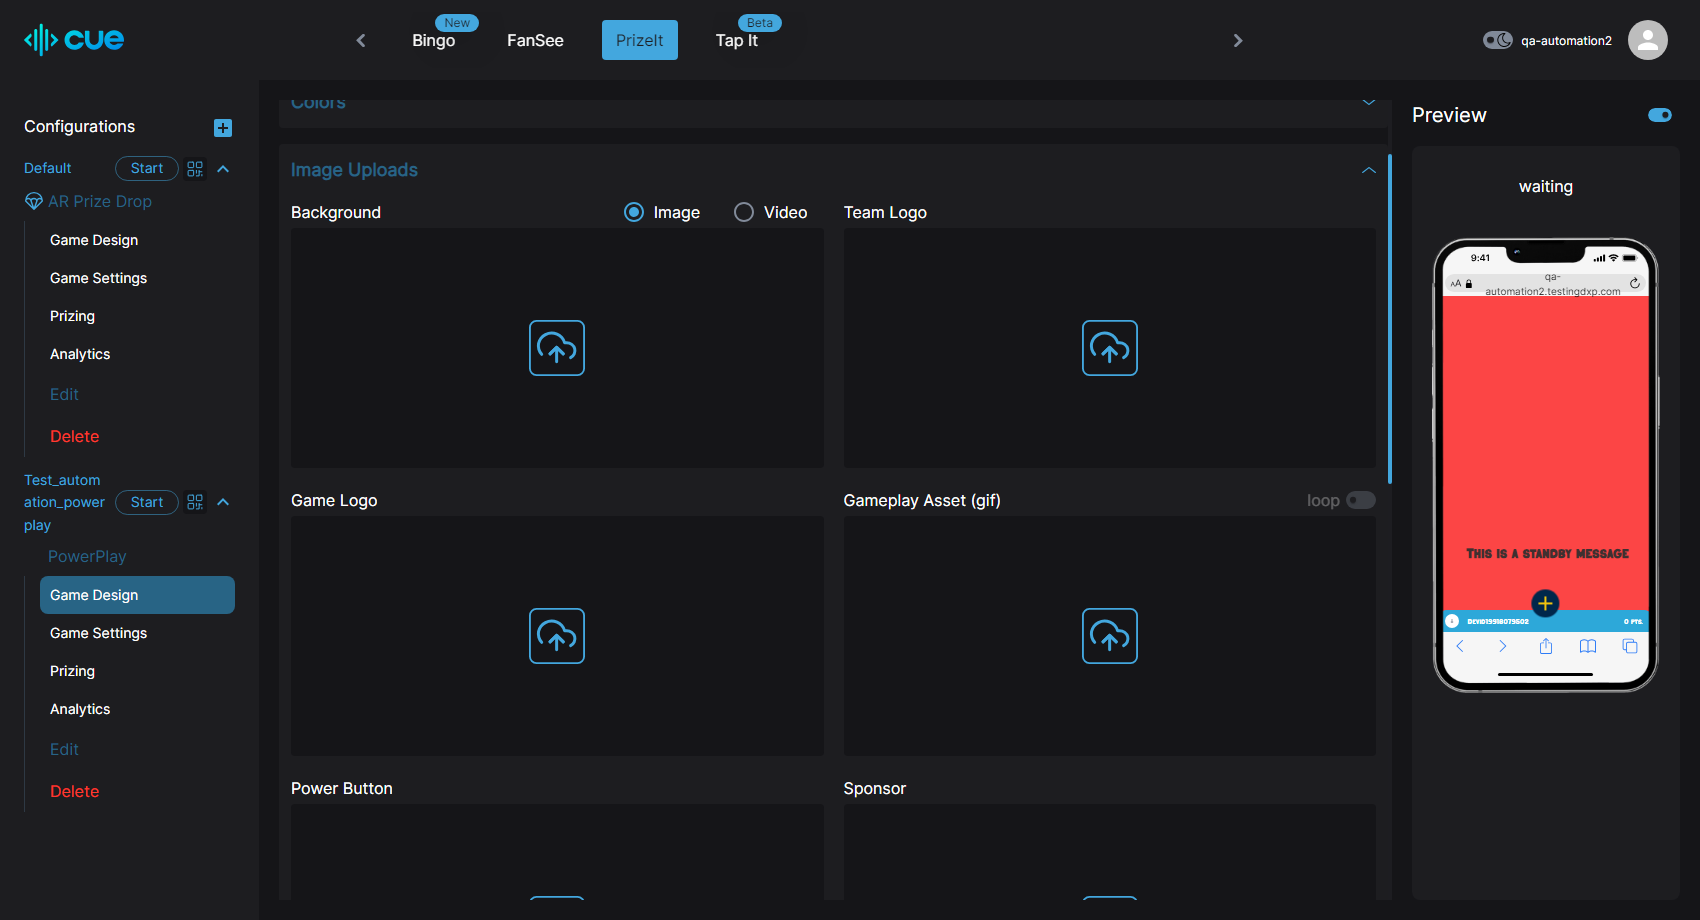 cue
New
Bingo
FanSee
PrizeIt
Beta
Tap It
qa-automation2
Configurations
Default
Start
AR Prize Drop
Game Design
Game Settings
Prizing
Analytics
Edit
Delete
Test_autom
ation_power
play
Start
PowerPlay
Game Design
Game Settings
Prizing
Analytics
Edit
Delete
Colors
Image Uploads
Background
Image
Video
Team Logo
Game Logo
Gameplay Asset (gif)
loop
Power Button
Sponsor
Preview
waiting
9:41
AA
qa-
automation2.testingdxp.com
THIS IS A STANDBY MESSAGE
0 PTS.